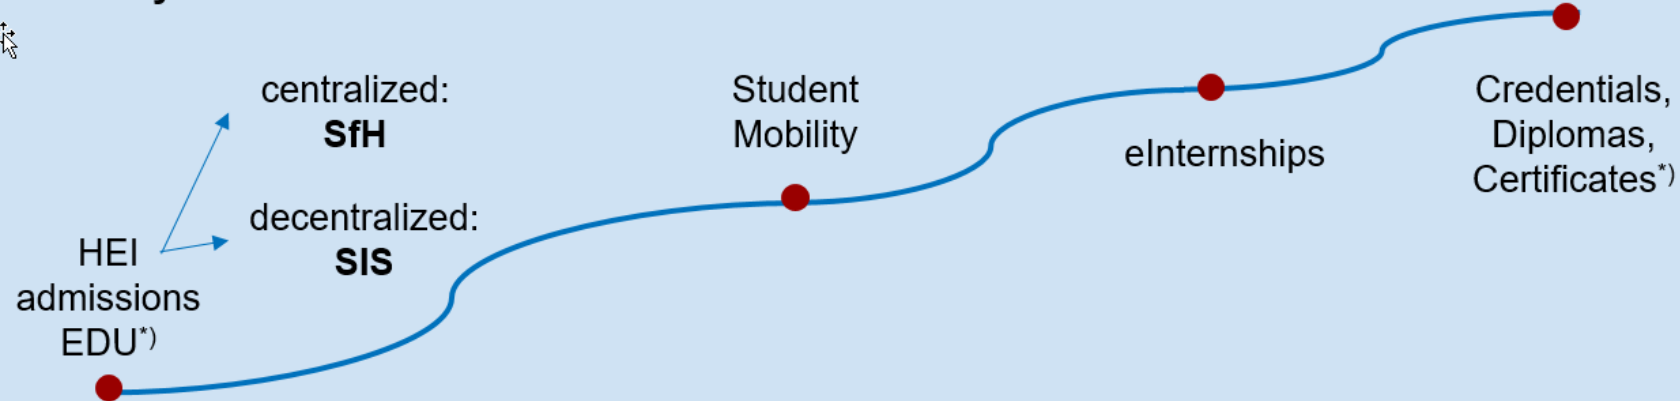 centralized:
SfH
decentralized:
SIS
HEI
admissions
EDU*)
Student
Mobility
eInternships
Credentials,
Diplomas,
Certificates*)